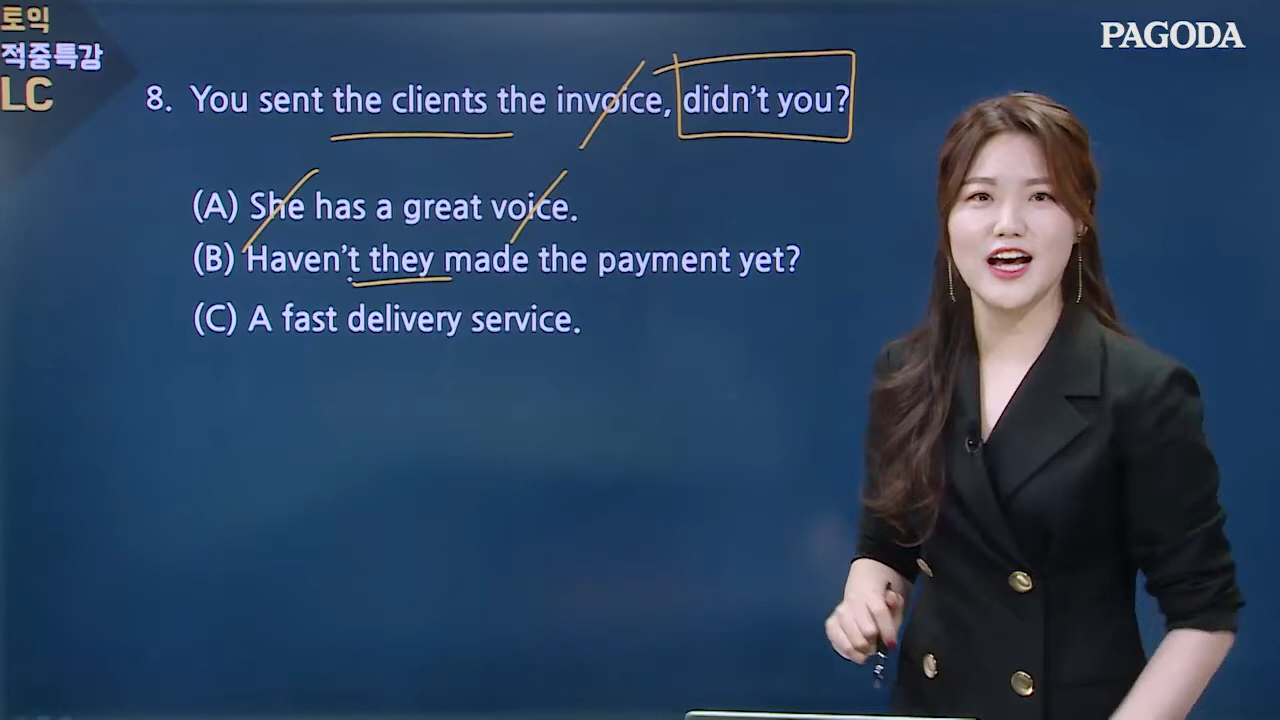 토익
적중특강
LC
PAGODA
8. You sent the clients the invoice, didn't you?
(A) She has a great voice.
(B) Haven't they made the payment yet?
(C) A fast delivery service.